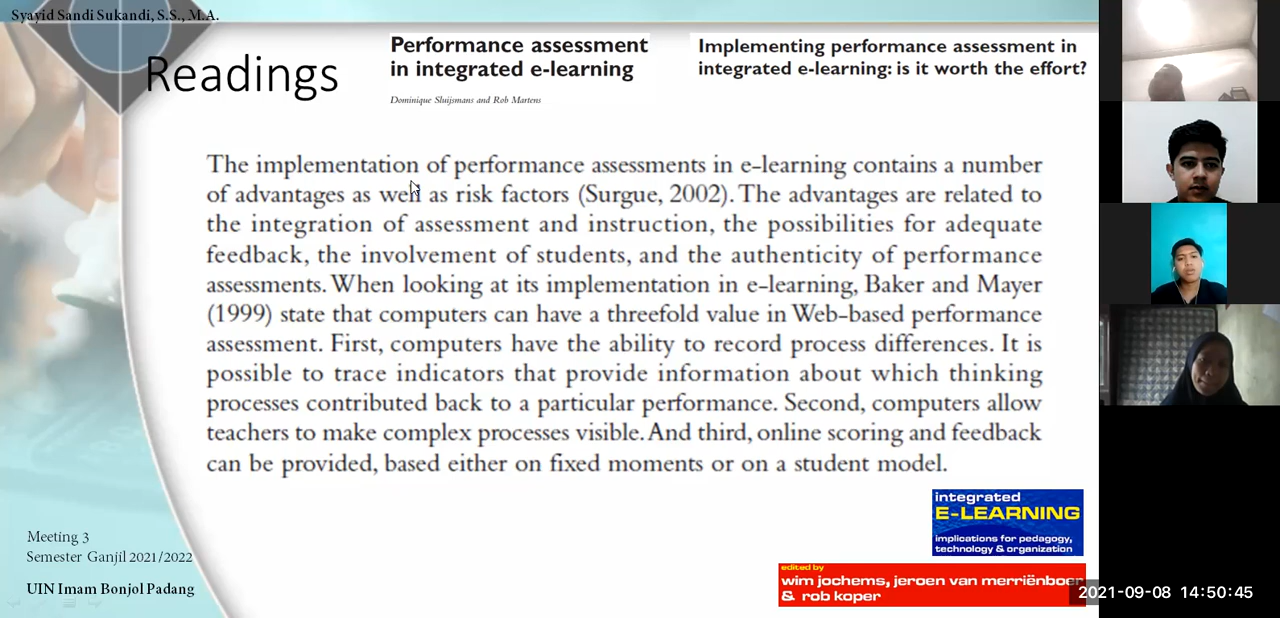 Syayid Sandi Sukandi, S.S., M.A.
Readings
Performance assessment
in integrated e-learning
Dominique Sluijsmans and Rob Martens
Implementing performance assessment in
integrated e-learning: is it worth the effort?
The implementation of performance assessments in e-learning contains a number
of advantages as well as risk factors (Surgue, 2002). The advantages are related to
the integration of assessment and instruction, the possibilities for adequate
feedback, the involvement of students, and the authenticity of performance
assessments. When looking at its implementation in e-learning, Baker and Mayer
(1999) state that computers can have a threefold value in Web-based performance
assessment. First, computers have the ability to record process differences. It is
possible to trace indicators that provide information about which thinking
processes contributed back to a particular performance. Second, computers allow
teachers to make complex processes visible. And third, online scoring and feedback
can be provided, based either on fixed moments or on a student model.
integrated
E-LEARNING
implications for pedagogy,
technology & organization
edited by
wim jochems, jeroen van merriënboer
& rob koper
Meeting 3
Semester Ganjil 2021/2022
UIN Imam Bonjol Padang
2021-09-08 14:50:45